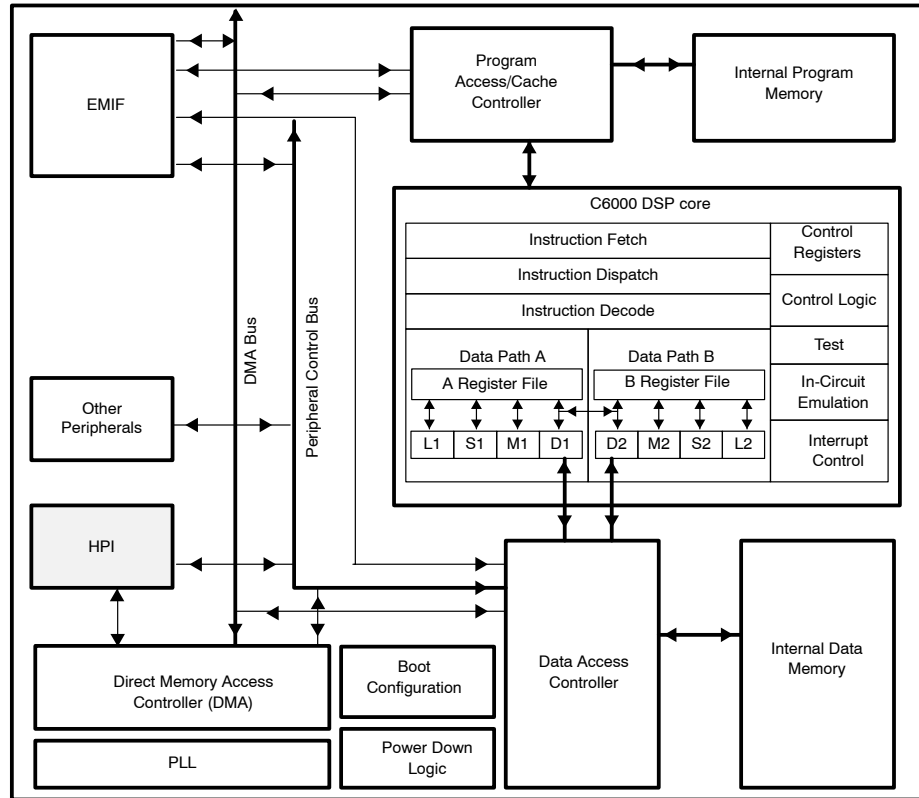 EMIF
Program
Access/Cache
Controller
Internal Program
Memory
C6000 DSP core
Instruction Fetch
Instruction Dispatch
Instruction Decode
Control
Registers
Control Logic
Test
In-Circuit
Emulation
Interrupt
Control
Data Path A
Data Path B
A Register File
B Register File
L1 S1 M1 D1
D2 M2 S2 L2
DMA Bus
Peripheral Control Bus
Other
Peripherals
HPI
Direct Memory Access
Controller (DMA)
PLL
Boot
Configuration
Power Down
Logic
Data Access
Controller
Internal Data
Memory